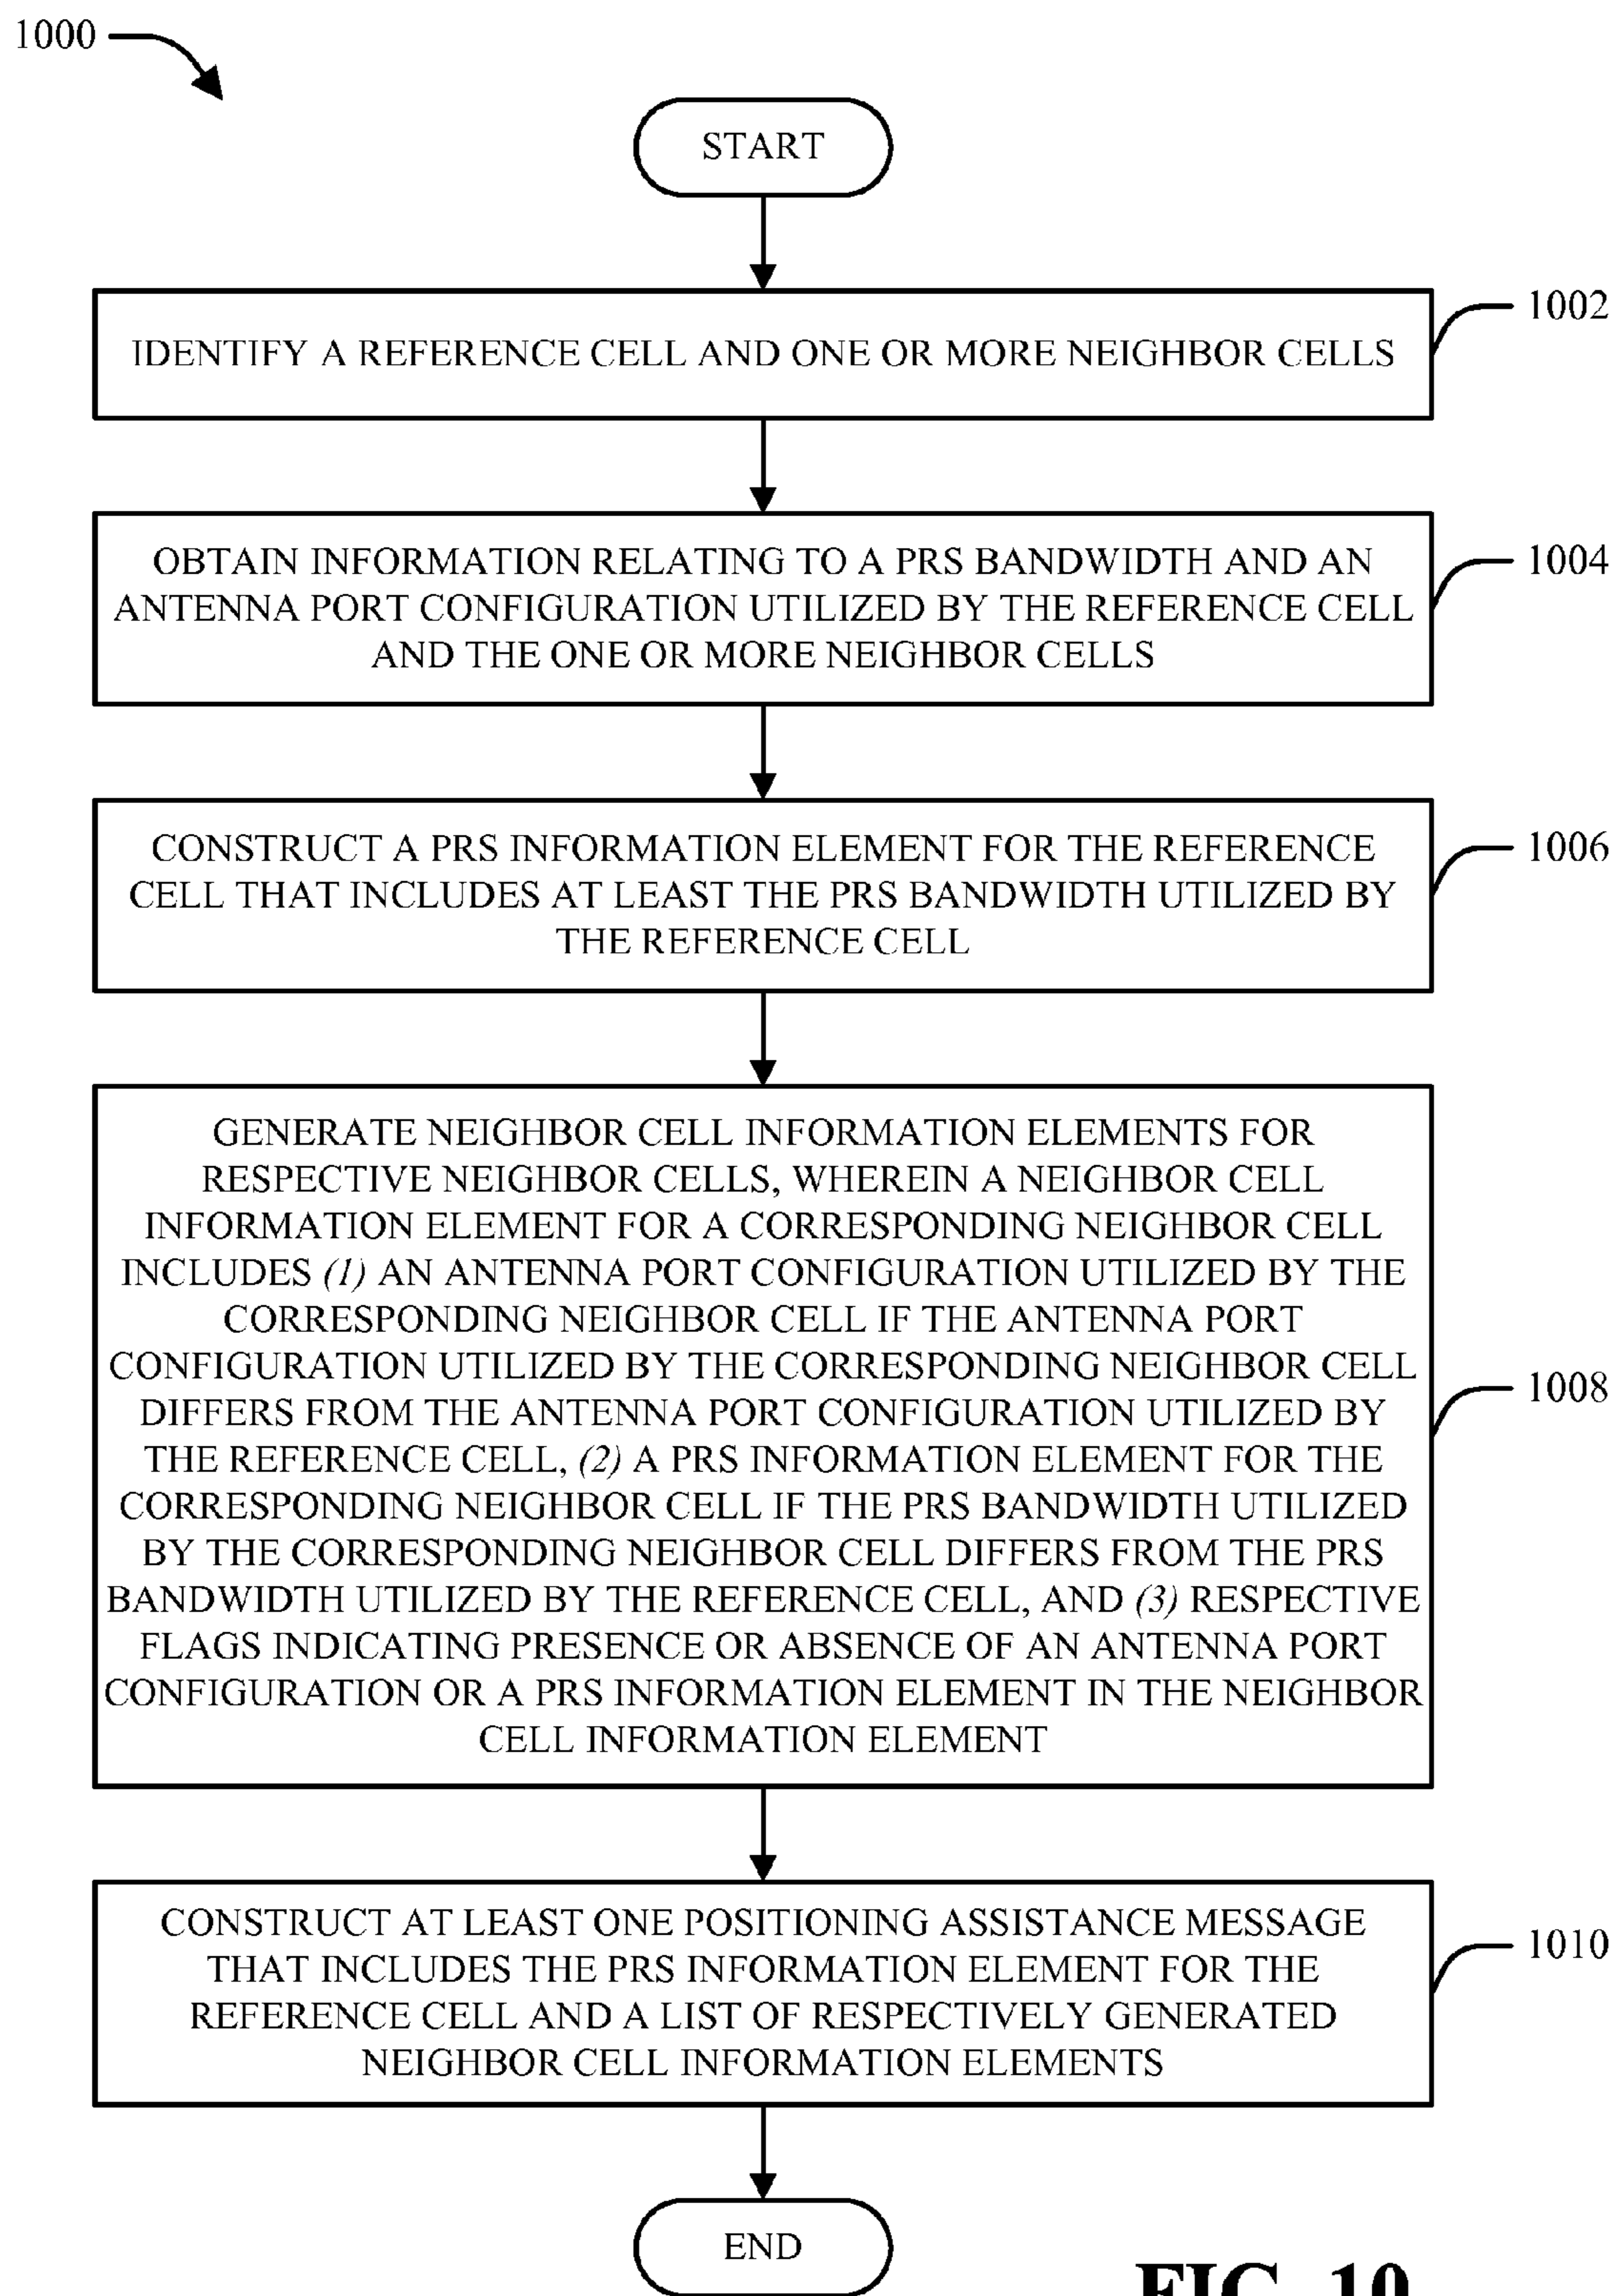 1000
START
IDENTIFY A REFERENCE CELL AND ONE OR MORE NEIGHBOR CELLS
1002
OBTAIN INFORMATION RELATING TO A PRS BANDWIDTH AND AN
ANTENNA PORT CONFIGURATION UTILIZED BY THE REFERENCE CELL
AND THE ONE OR MORE NEIGHBOR CELLS
1004
CONSTRUCT A PRS INFORMATION ELEMENT FOR THE REFERENCE
CELL THAT INCLUDES AT LEAST THE PRS BANDWIDTH UTILIZED BY
THE REFERENCE CELL
1006
GENERATE NEIGHBOR CELL INFORMATION ELEMENTS FOR
RESPECTIVE NEIGHBOR CELLS, WHEREIN A NEIGHBOR CELL
INFORMATION ELEMENT FOR A CORRESPONDING NEIGHBOR CELL
INCLUDES (1) AN ANTENNA PORT CONFIGURATION UTILIZED BY THE
CORRESPONDING NEIGHBOR CELL IF THE ANTENNA PORT
CONFIGURATION UTILIZED BY THE CORRESPONDING NEIGHBOR CELL
DIFFERS FROM THE ANTENNA PORT CONFIGURATION UTILIZED BY
THE REFERENCE CELL, (2) A PRS INFORMATION ELEMENT FOR THE
CORRESPONDING NEIGHBOR CELL IF THE PRS BANDWIDTH UTILIZED
BY THE CORRESPONDING NEIGHBOR CELL DIFFERS FROM THE PRS
BANDWIDTH UTILIZED BY THE REFERENCE CELL, AND (3) RESPECTIVE
FLAGS INDICATING PRESENCE OR ABSENCE OF AN ANTENNA PORT
CONFIGURATION OR A PRS INFORMATION ELEMENT IN THE NEIGHBOR
CELL INFORMATION ELEMENT
1008
CONSTRUCT AT LEAST ONE POSITIONING ASSISTANCE MESSAGE
THAT INCLUDES THE PRS INFORMATION ELEMENT FOR THE
REFERENCE CELL AND A LIST OF RESPECTIVELY GENERATED
NEIGHBOR CELL INFORMATION ELEMENTS
1010
END
FIG. 10